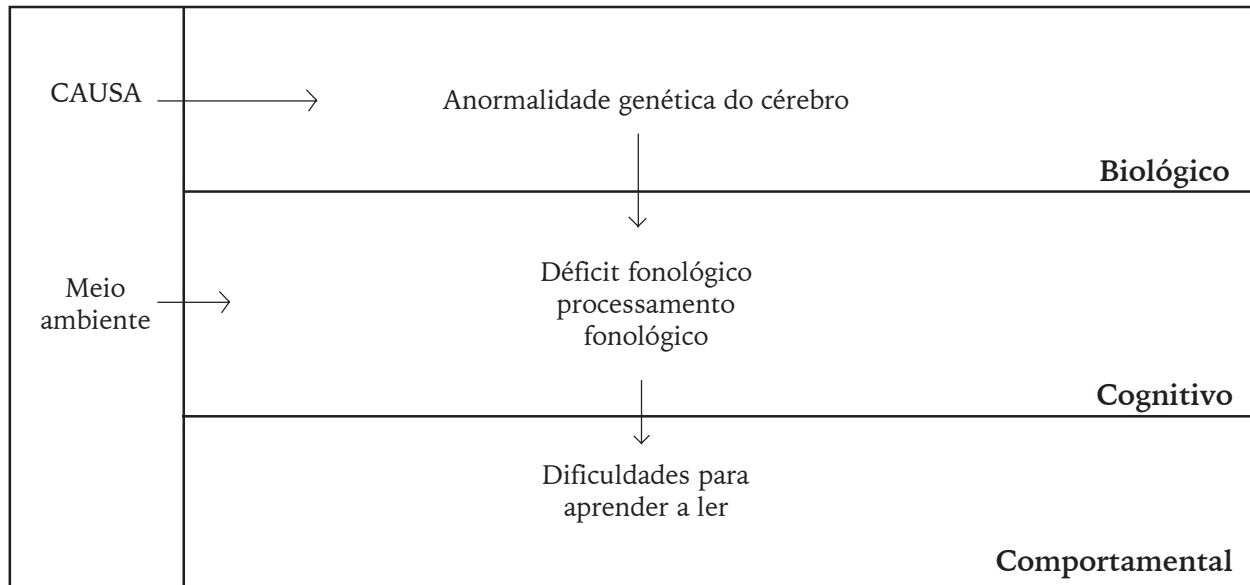 CAUSA
Anormalidade genética do cérebro
Biológico
Meio
ambiente
Déficit fonológico
processamento
fonológico
Cognitivo
Dificuldades para
aprender a ler
Comportamental